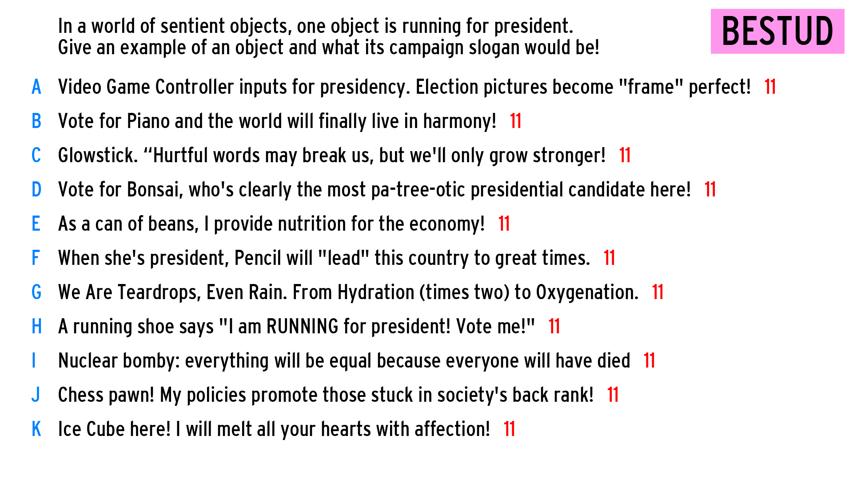 In a world of sentient objects, one object is running for president.
Give an example of an object and what its campaign slogan would be!
BESTUD
A Video Game Controller inputs for presidency. Election pictures become "frame" perfect! 11
B Vote for Piano and the world will finally live in harmony! 11
C Glowstick. “Hurtful words may break us, but we'll only grow stronger! 11
D Vote for Bonsai, who's clearly the most pa-tree-otic presidential candidate here! 11
E As a can of beans, I provide nutrition for the economy! 11
F When she's president, Pencil will "lead" this country to great times. 11
G We Are Teardrops, Even Rain. From Hydration (times two) to Oxygenation. 11
H A running shoe says "I am RUNNING for president! Vote me!" 11
I Nuclear bomby: everything will be equal because everyone will have died 11
J Chess pawn! My policies promote those stuck in society's back rank! 11
K Ice Cube here! I will melt all your hearts with affection! 11